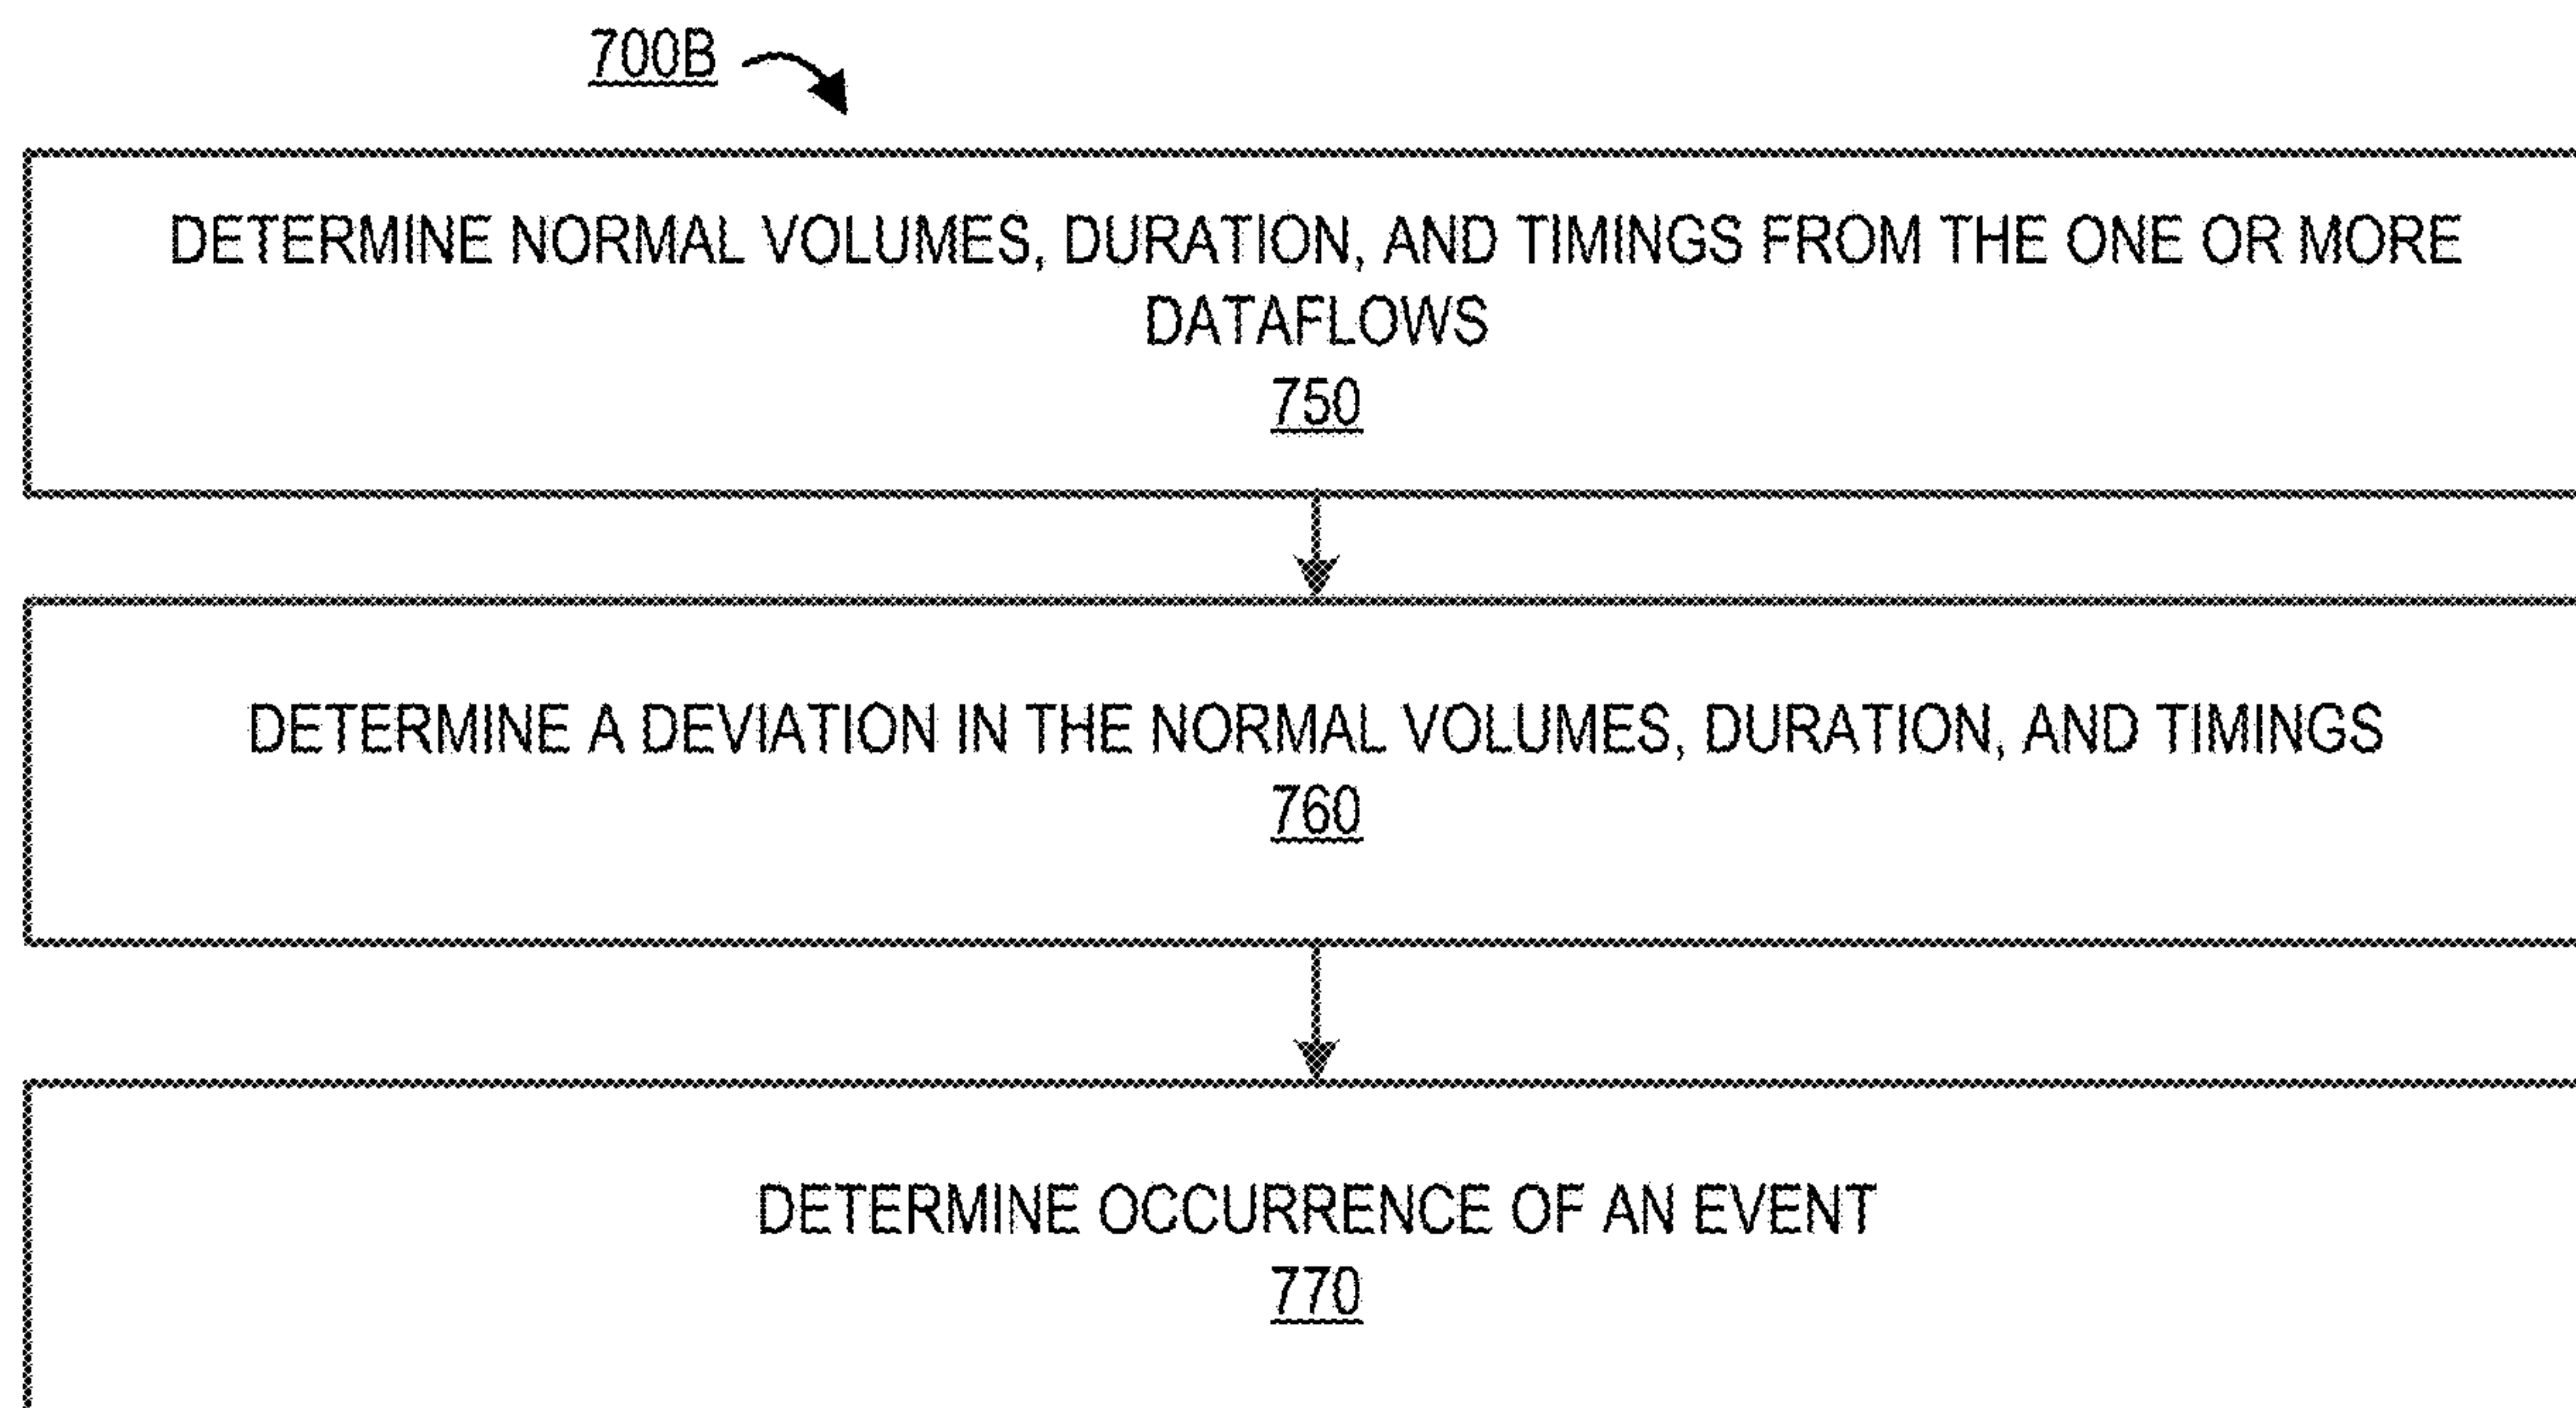 700B
DETERMINE NORMAL VOLUMES, DURATION, AND TIMINGS FROM THE ONE OR MORE
DATAFLOWS
750
DETERMINE A DEVIATION IN THE NORMAL VOLUMES, DURATION, AND TIMINGS
760
DETERMINE OCCURRENCE OF AN EVENT
770